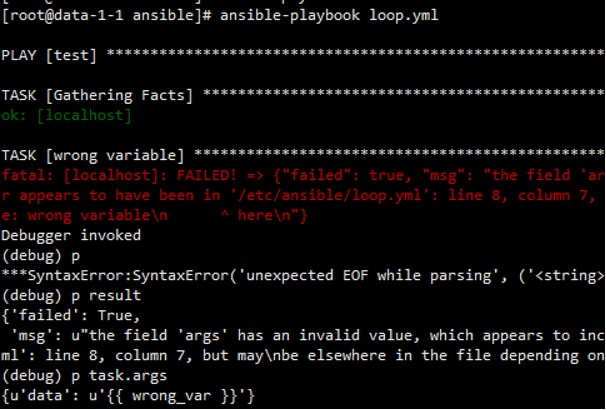 [root@data-1-1 ansible]# ansible-playbook loop.yml
PLAY [test] ******************************************************
TASK [Gathering Facts] *******************************************
ok: [localhost]
TASK [wrong variable] ********************************************
fatal: [localhost]: FAILED! => {"failed": true, "msg": "the field 'ar
r appears to have been in '/etc/ansible/loop.yml': line 8, column 7,
e: wrong variable\n      ^ here\n"}
Debugger invoked
(debug) p
***SyntaxError:SyntaxError('unexpected EOF while parsing', ('<string>
(debug) p result
{'failed': True,
 'msg': u"the field 'args' has an invalid value, which appears to inc
ml': line 8, column 7, but may\nbe elsewhere in the file depending on
(debug) p task.args
{u'data': u'{{ wrong_var }}'}